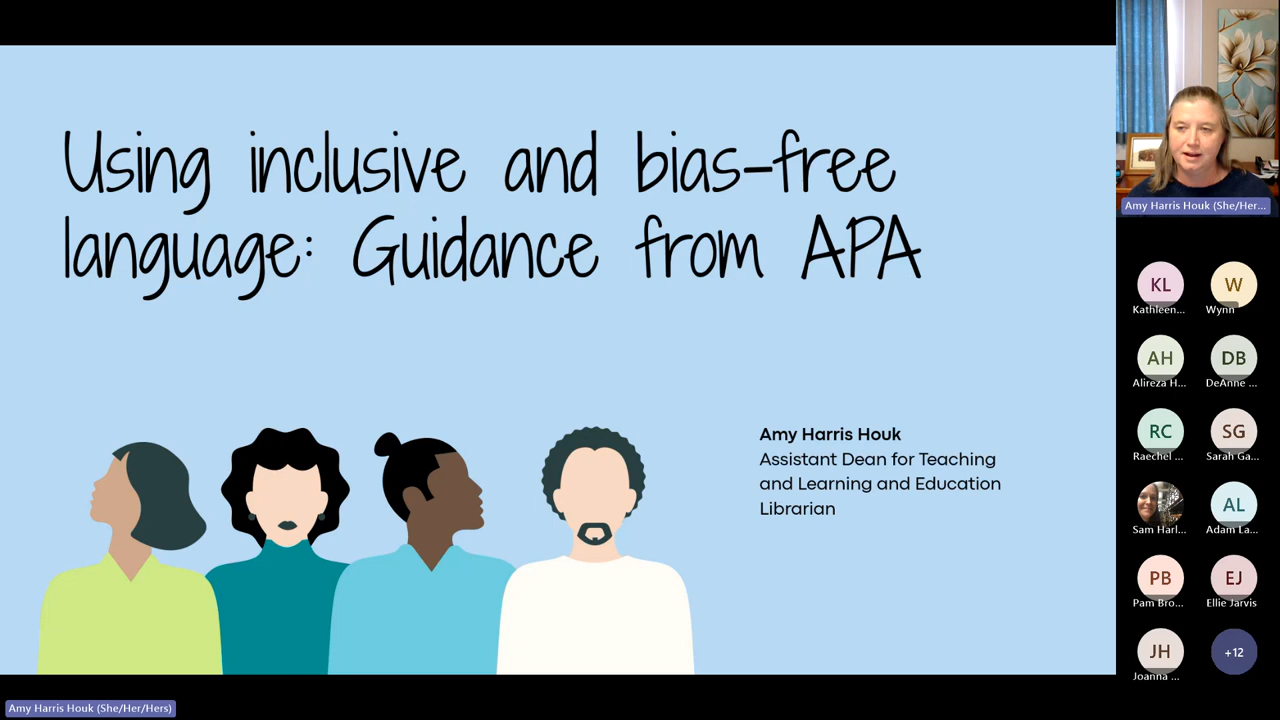 Using inclusive and bias-free
language: Guidance from APA
Amy Harris Houk
Assistant Dean for Teaching
and Learning and Education
Librarian
Amy Harris Houk (She/Her/Hers)
Amy Harris Houk (She/Her...
KL
W
Kathleen...
Wynn
AH
DB
Alireza H...
DeAnne ...
RC
SG
Raechel ...
Sarah Ga...
AL
Sam Harl...
Adam La...
PB
EJ
Pam Bro...
Ellie Jarvis
JH
+12
Joanna ...